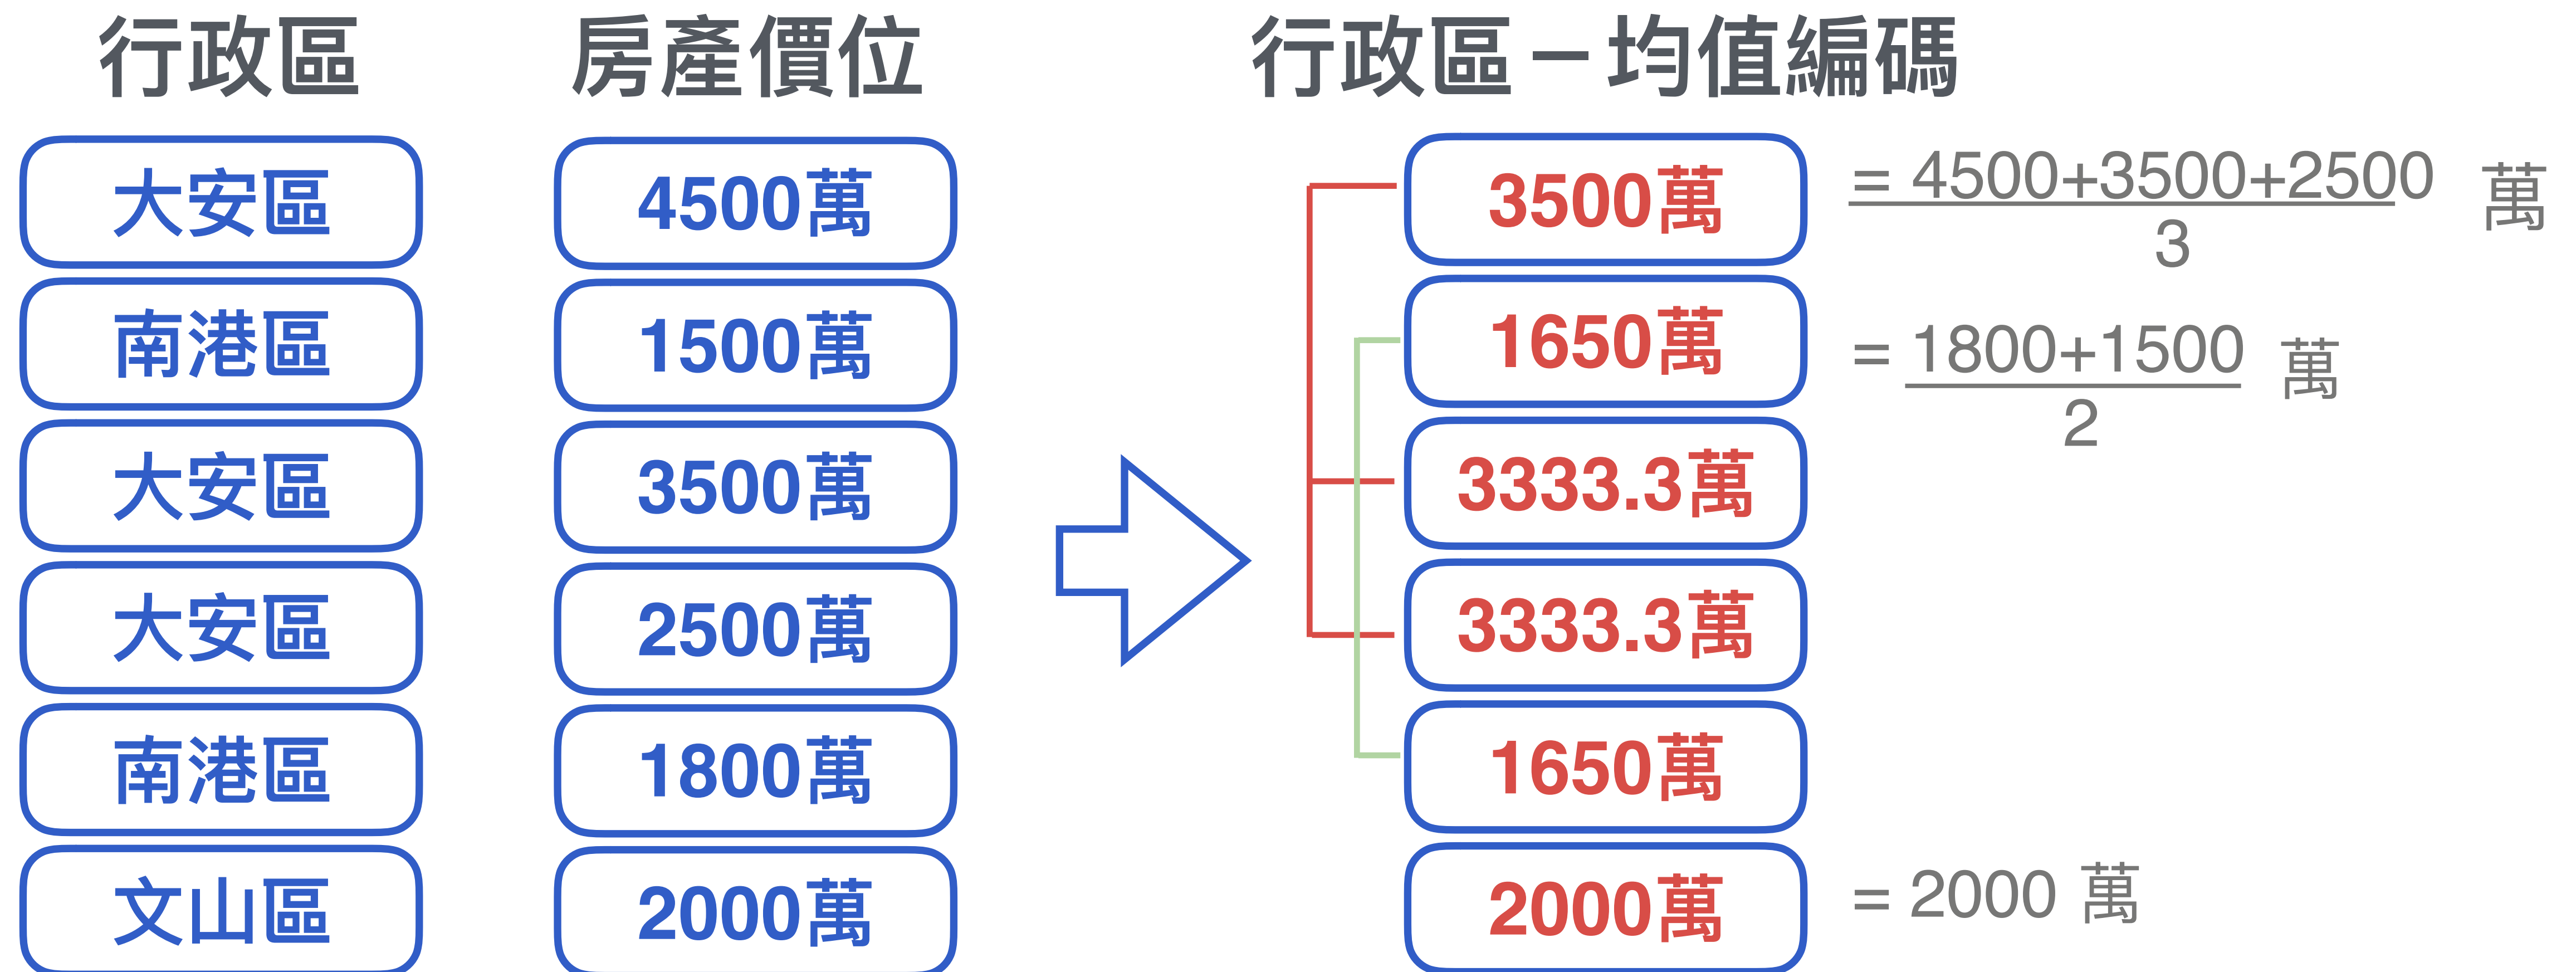 行政區 房產價位 行政區－均值編碼
大安區 4500萬 3500萬 = 4500+3500+2500 萬
3
南港區 1500萬 1650萬 = 1800+1500 萬
2
大安區 3500萬 3333.3萬
大安區 2500萬 3333.3萬
南港區 1800萬 1650萬
文山區 2000萬 2000萬 = 2000 萬